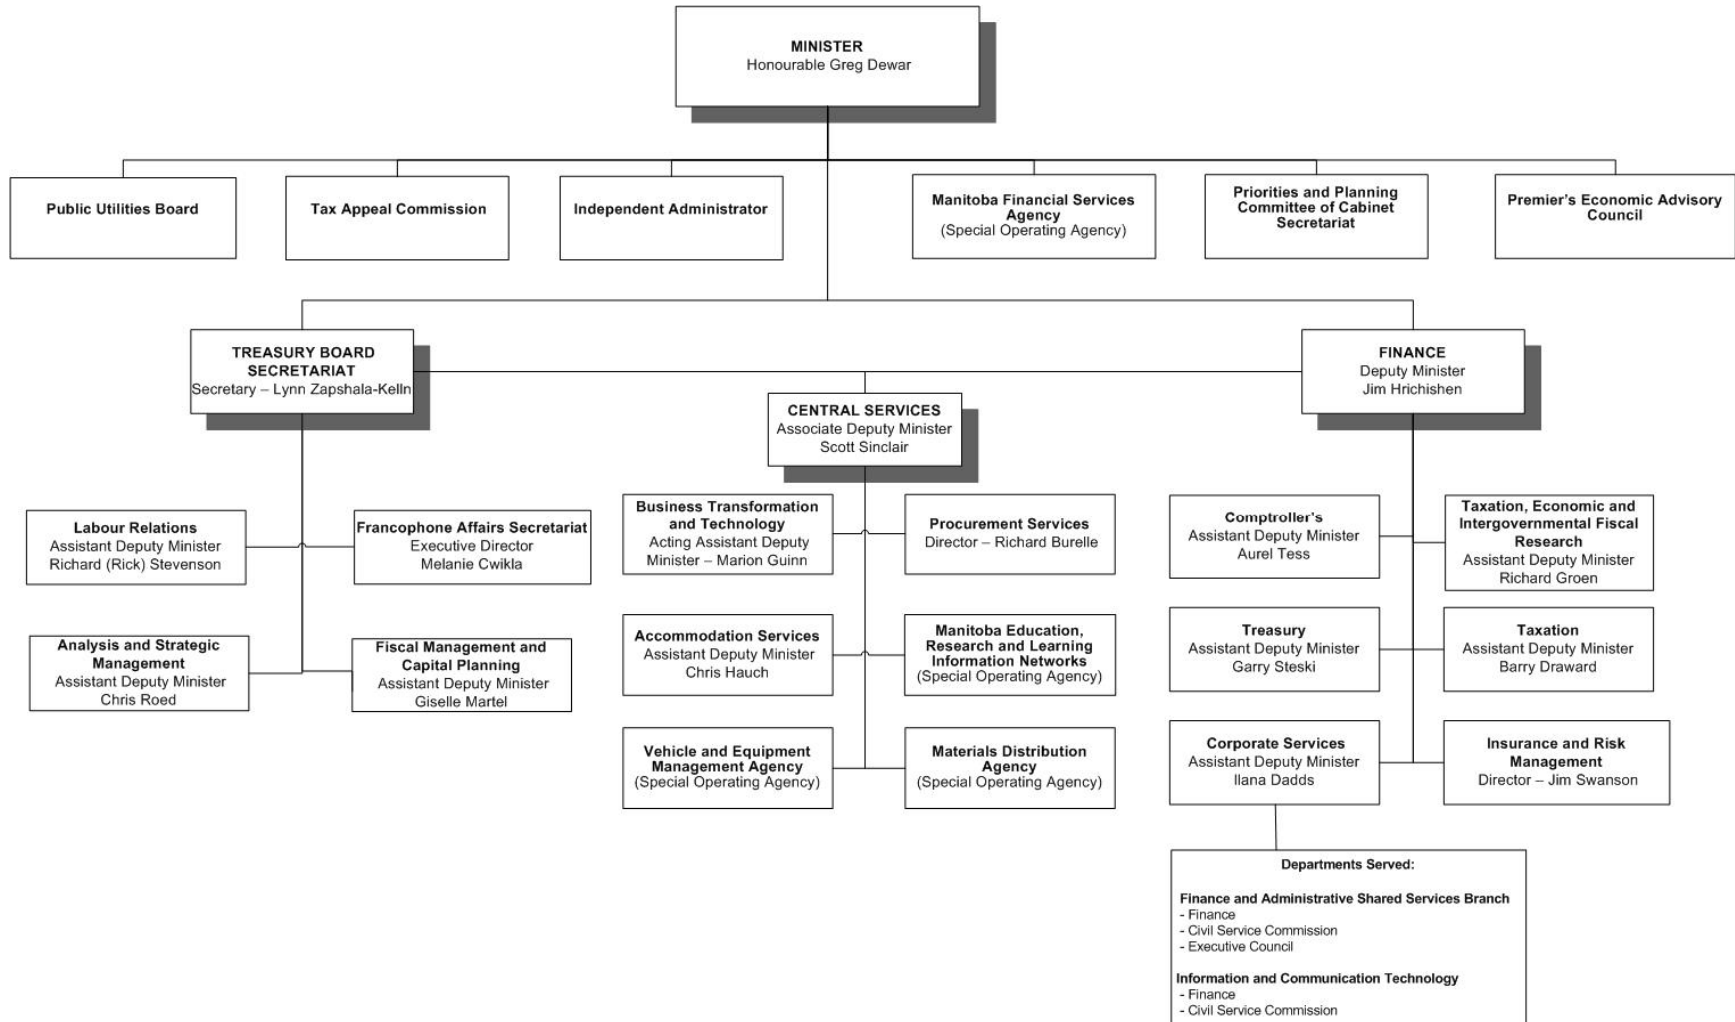 MINISTER
Honourable Greg Dewar
Public Utilities Board
Tax Appeal Commission
Independent Administrator
Manitoba Financial Services
Agency
(Special Operating Agency)
Priorities and Planning
Committee of Cabinet
Secretariat
Premier's Economic Advisory
Council
TREASURY BOARD
SECRETARIAT
Secretary – Lynn Zapshala-Kelln
FINANCE
Deputy Minister
Jim Hrichishen
CENTRAL SERVICES
Associate Deputy Minister
Scott Sinclair
Labour Relations
Assistant Deputy Minister
Richard (Rick) Stevenson
Francophone Affairs Secretariat
Executive Director
Melanie Cwikla
Analysis and Strategic
Management
Assistant Deputy Minister
Chris Roed
Fiscal Management and
Capital Planning
Assistant Deputy Minister
Giselle Martel
Business Transformation
and Technology
Acting Assistant Deputy
Minister – Marion Guinn
Procurement Services
Director – Richard Burelle
Accommodation Services
Assistant Deputy Minister
Chris Hauch
Manitoba Education,
Research and Learning
Information Networks
(Special Operating Agency)
Vehicle and Equipment
Management Agency
(Special Operating Agency)
Materials Distribution
Agency
(Special Operating Agency)
Comptroller's
Assistant Deputy Minister
Aurel Tess
Taxation, Economic and
Intergovernmental Fiscal
Research
Assistant Deputy Minister
Richard Groen
Treasury
Assistant Deputy Minister
Garry Steski
Taxation
Assistant Deputy Minister
Barry Draward
Corporate Services
Assistant Deputy Minister
Ilana Dadds
Insurance and Risk
Management
Director – Jim Swanson
Departments Served:
Finance and Administrative Shared Services Branch
- Finance
- Civil Service Commission
- Executive Council
Information and Communication Technology
- Finance
- Civil Service Commission